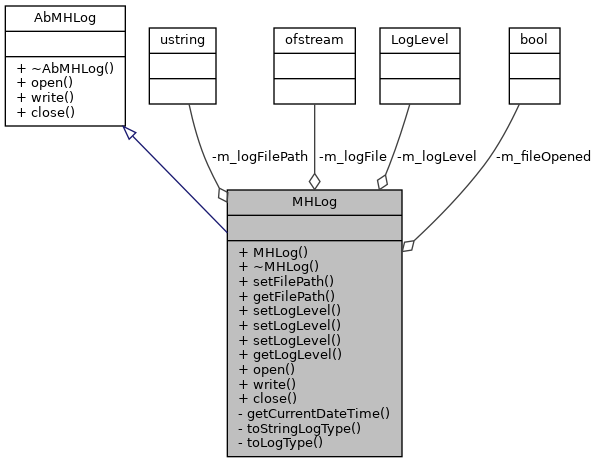 AbMHLog
+ ~AbMHLog()
+ open()
+ write()
+ close()
ustring
ofstream
LogLevel
bool
-m_logFilePath
-m_logFile
-m_logLevel
-m_fileOpened
MHLog
+ MHLog()
+ ~MHLog()
+ setFilePath()
+ getFilePath()
+ setLogLevel()
+ setLogLevel()
+ setLogLevel()
+ getLogLevel()
+ open()
+ write()
+ close()
- getCurrentDateTime()
- toStringLogType()
- toLogType()